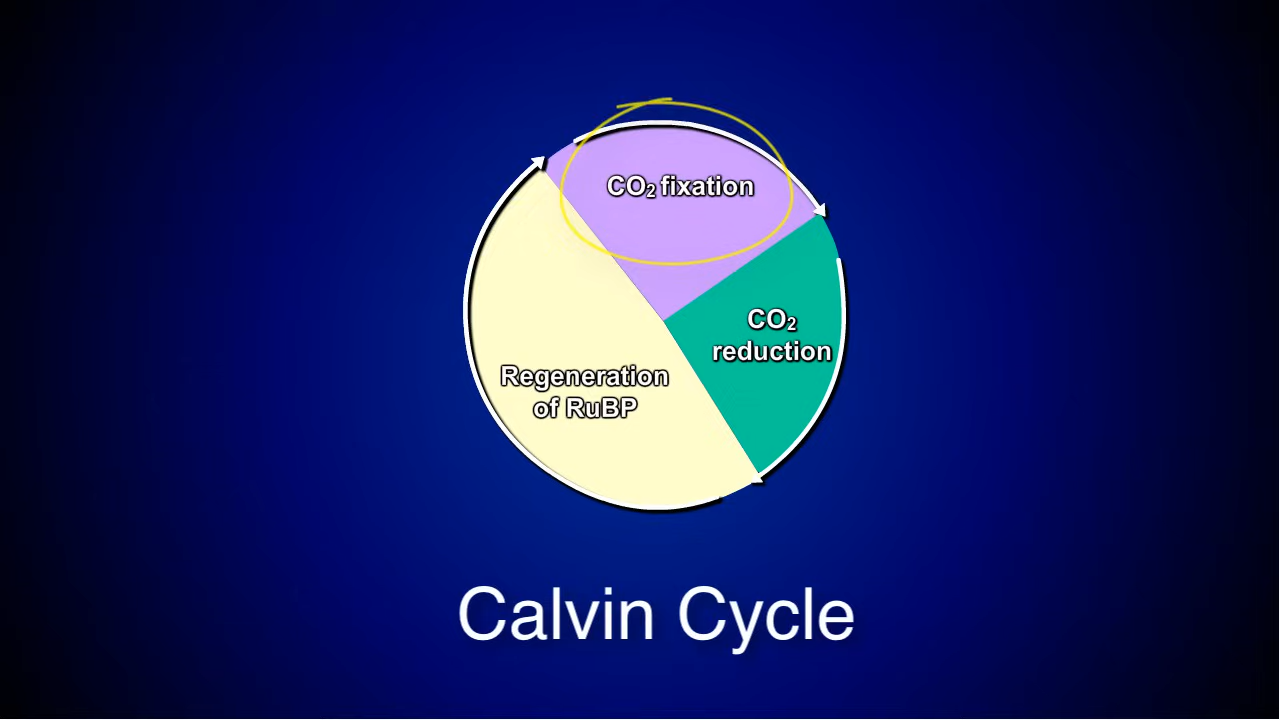 CO₂ fixation
CO₂
reduction
Regeneration
of RuBP
Calvin Cycle